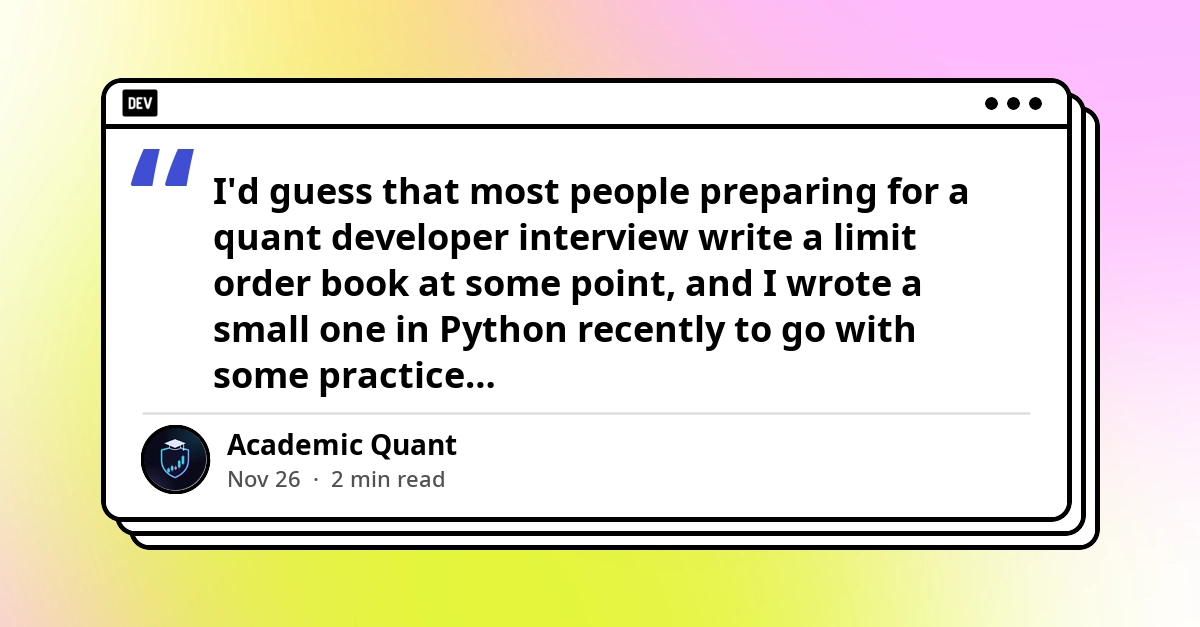 DEV
I'd guess that most people preparing for a
quant developer interview write a limit
order book at some point, and I wrote a
small one in Python recently to go with
some practice...
Academic Quant
Nov 26 · 2 min read